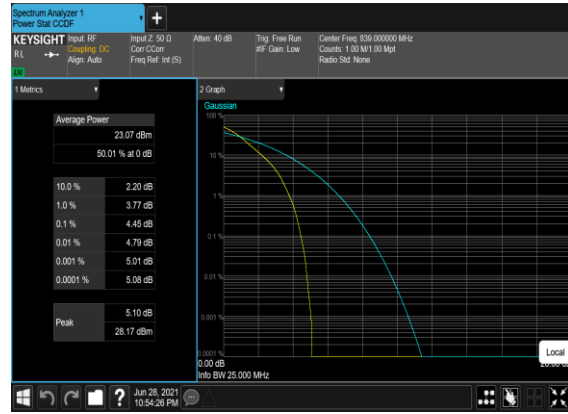 Spectrum Analyzer 1
Power Stat CCDF
KEYSIGHT
RL
Input: RF
Coupling: DC
Align: Auto
Input Z: 50 Ω
Corr CCorr
Freq Ref: Int (S)
Atten: 40 dB
Trig: Free Run
#IF Gain: Low
Center Freq: 839.000000 MHz
Counts: 1.00 M/1.00 Mpt
Radio Std: None
1 Metrics
Average Power
23.07 dBm
50.01 % at 0 dB
10.0 % 2.20 dB
1.0 % 3.77 dB
0.1 % 4.45 dB
0.01 % 4.79 dB
0.001 % 5.01 dB
0.0001 % 5.08 dB
Peak 5.10 dB
28.17 dBm
2 Graph
Gaussian
100 %
10 %
1 %
0.1 %
0.01 %
0.001 %
0.0001 %
0.00 dB
Info BW 25.000 MHz
Local
Jun 28, 2021
10:54:26 PM